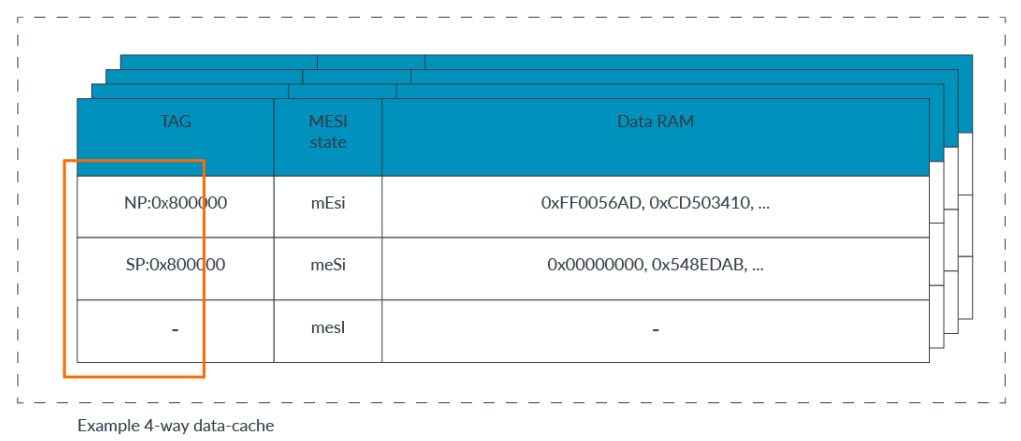 TAG
MESI
state
Data RAM
NP:0x800000
mEsi
0xFF0056AD, 0xCD503410, ...
SP:0x800000
meSi
0x00000000, 0x548EDAB, ...
-
mesI
-
Example 4-way data-cache